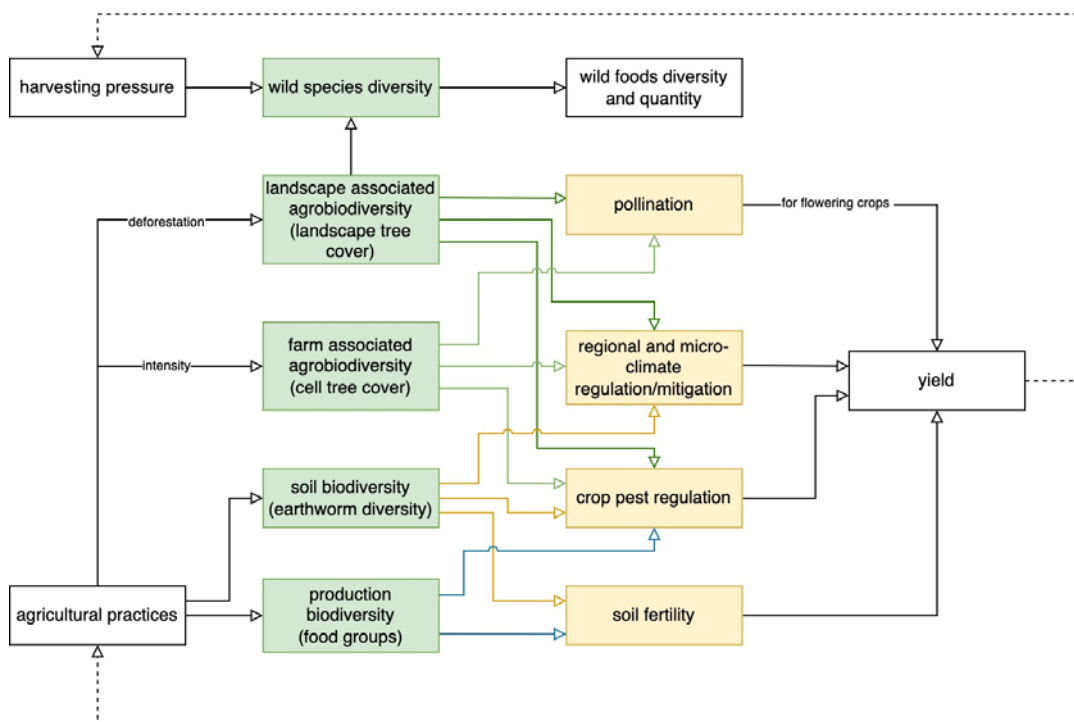 harvesting pressure
wild species diversity
wild foods diversity
and quantity
landscape associated
agrobiodiversity
(landscape tree
cover)
pollination
for flowering crops
deforestation
farm associated
agrobiodiversity
(cell tree cover)
regional and micro-
climate
regulation/mitigation
intensity
yield
soil biodiversity
(earthworm diversity)
crop pest regulation
agricultural practices
production
biodiversity
(food groups)
soil fertility